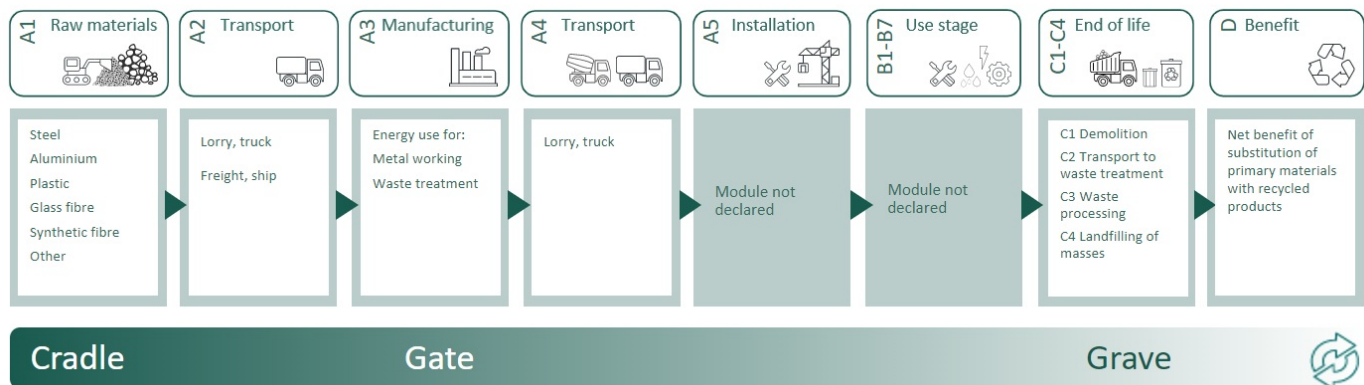 A1 Raw materials
A2 Transport
A3 Manufacturing
A4 Transport
A5 Installation
B1-B7 Use stage
C1-C4 End of life
D Benefit
Steel
Aluminium
Plastic
Glass fibre
Synthetic fibre
Other
Lorry, truck
Freight, ship
Energy use for:
Metal working
Waste treatment
Lorry, truck
Module not
declared
Module not
declared
C1 Demolition
C2 Transport to
waste treatment
C3 Waste
processing
C4 Landfilling of
masses
Net benefit of
substitution of
primary materials
with recycled
products
Cradle
Gate
Grave